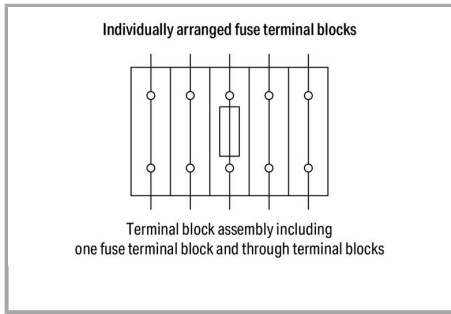 Individually arranged fuse terminal blocks
Terminal block assembly including
one fuse terminal block and through terminal blocks